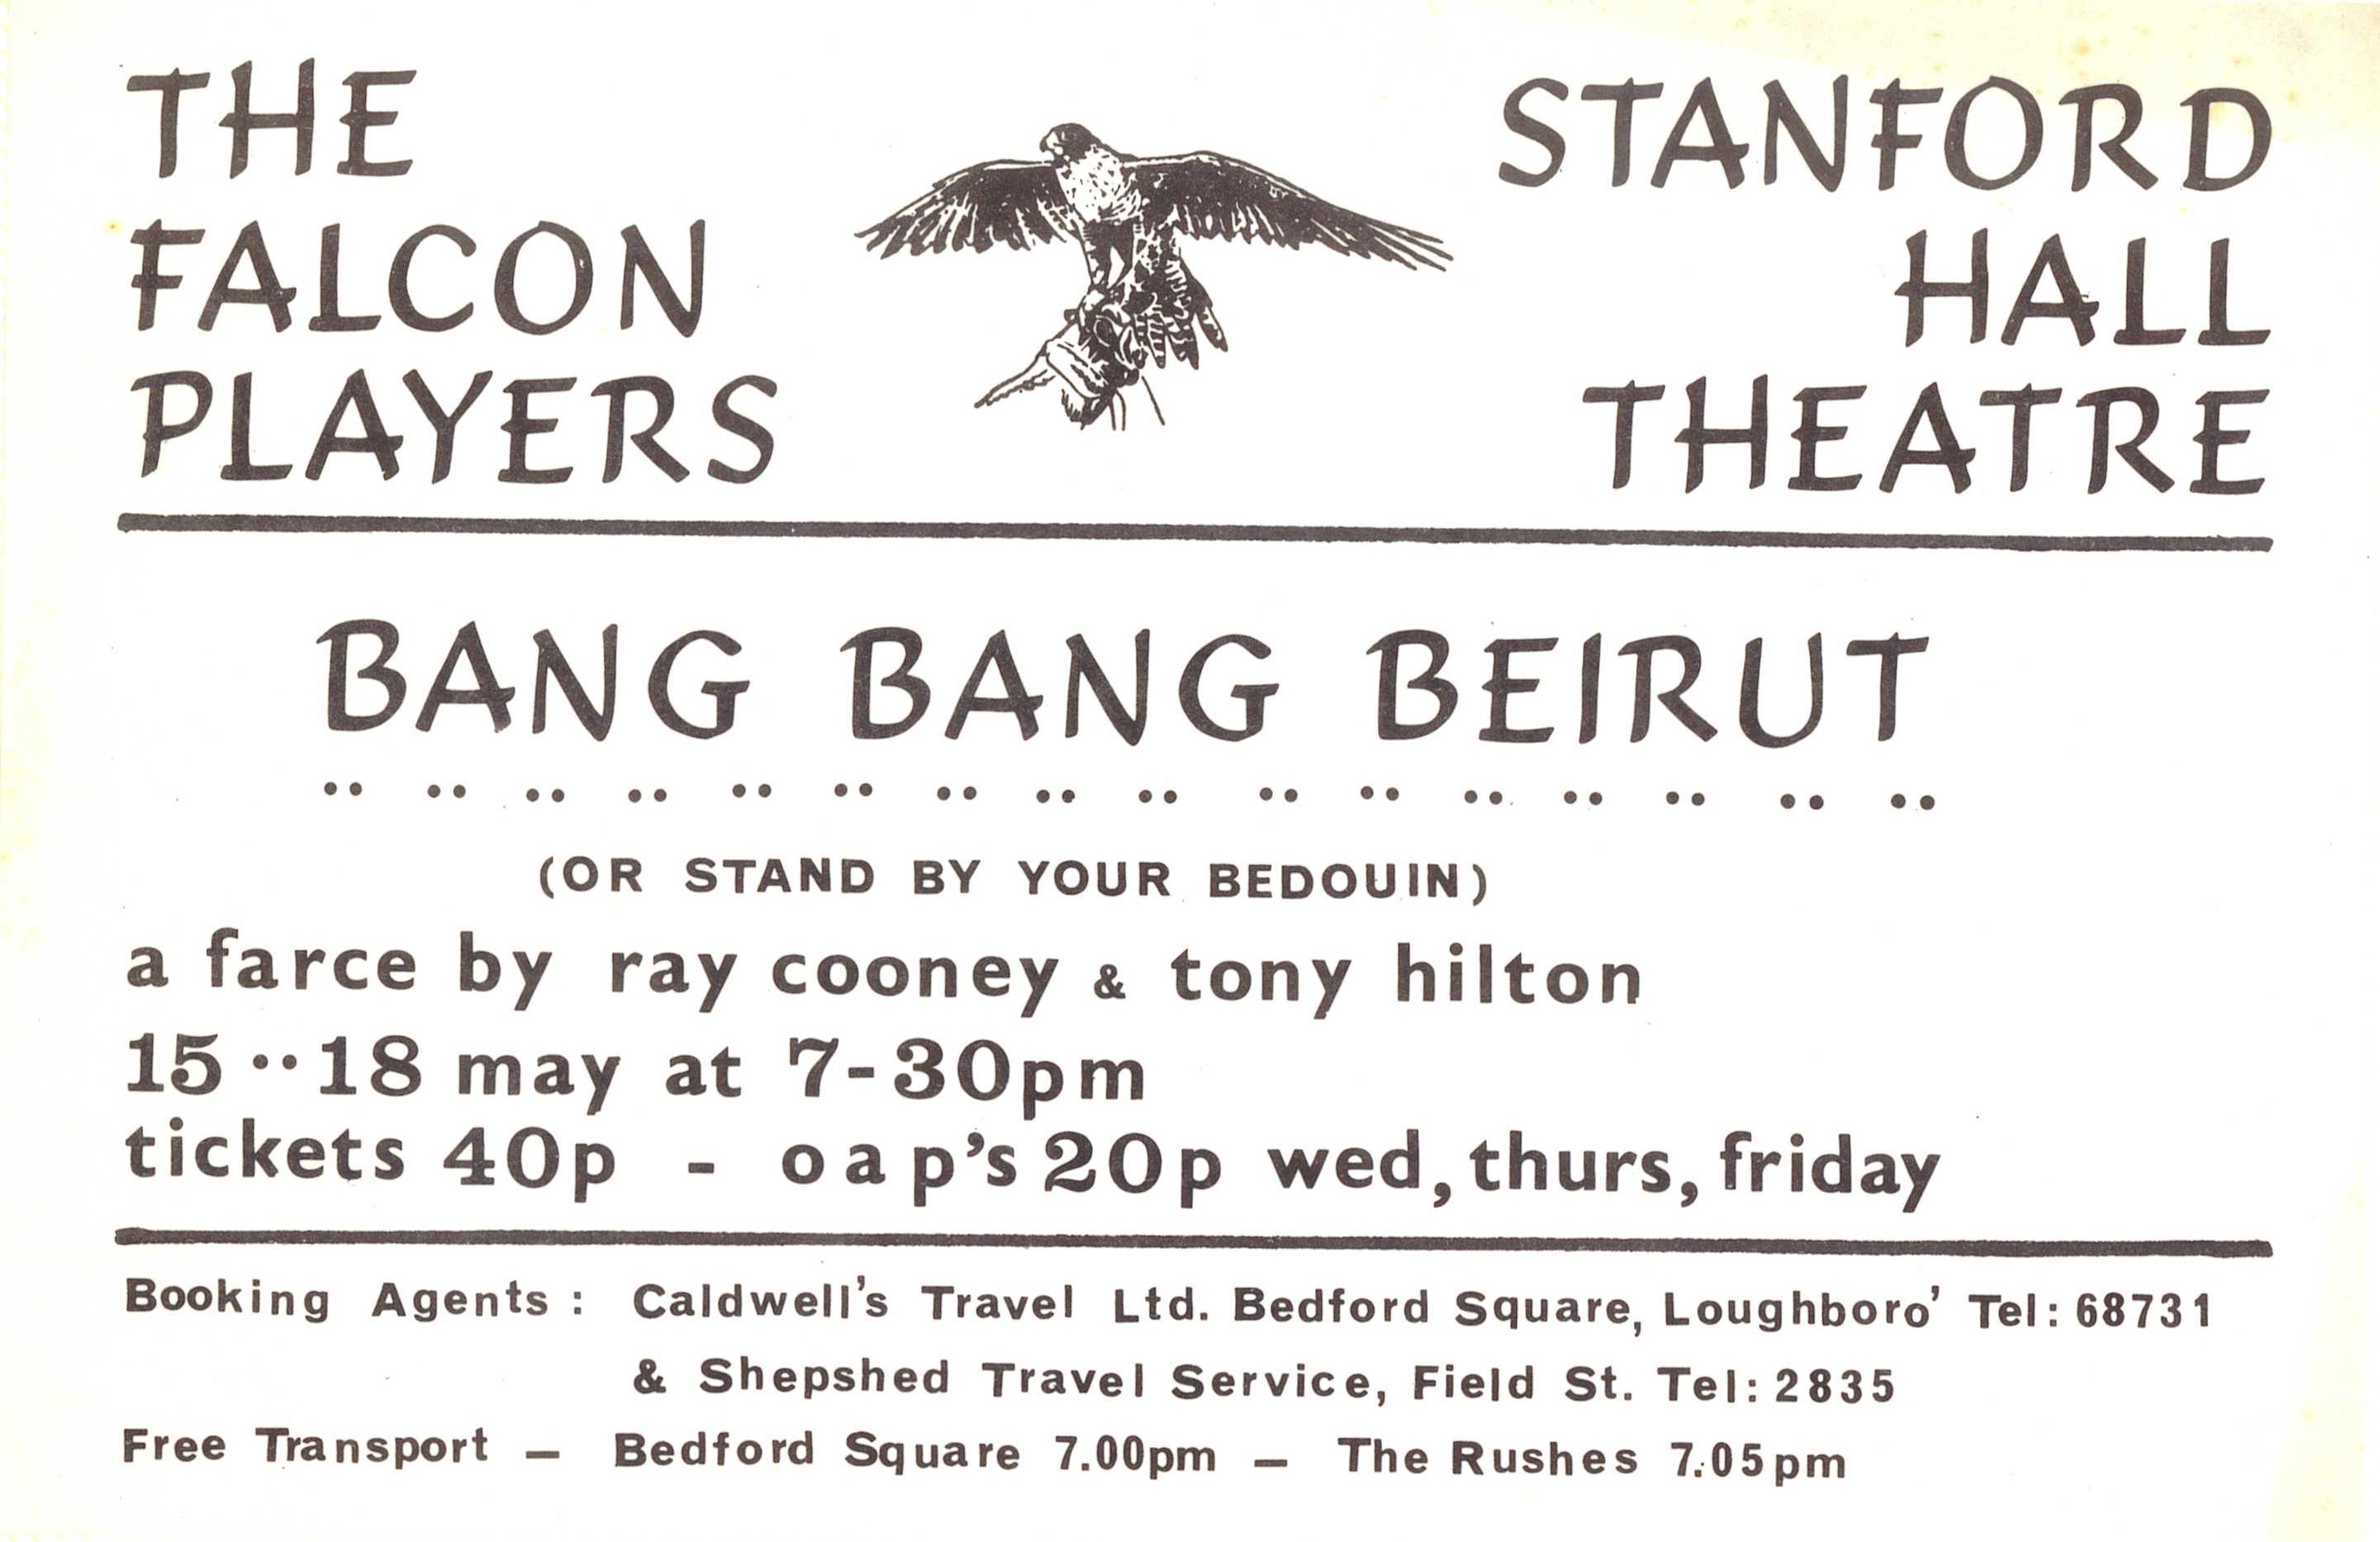 THE
FALCON
PLAYERS
STANFORD
HALL
THEATRE
BANG BANG BEIRUT
(OR STAND BY YOUR BEDOUIN)
a farce by ray cooney & tony hilton
15··18 may at 7-30pm
tickets 40p - oap's 20p wed, thurs, friday
Booking Agents: Caldwell's Travel Ltd. Bedford Square, Loughboro' Tel: 68731
& Shepshed Travel Service, Field St. Tel: 2835
Free Transport — Bedford Square 7.00pm — The Rushes 7.05pm